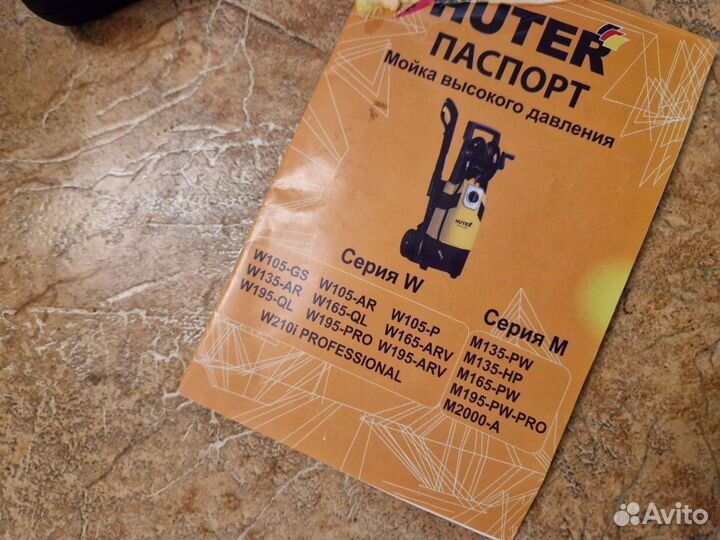 HUTER
ПАСПОРТ
Мойка высокого давления
HUTER
Серия W
W105-GS W105-AR W105-P
W135-AR W165-QL W165-ARV
W195-QL W195-PRO W195-ARV
W210i PROFESSIONAL
Серия M
M135-PW
M135-HP
M165-PW
M195-PW-PRO
M2000-A
Avito